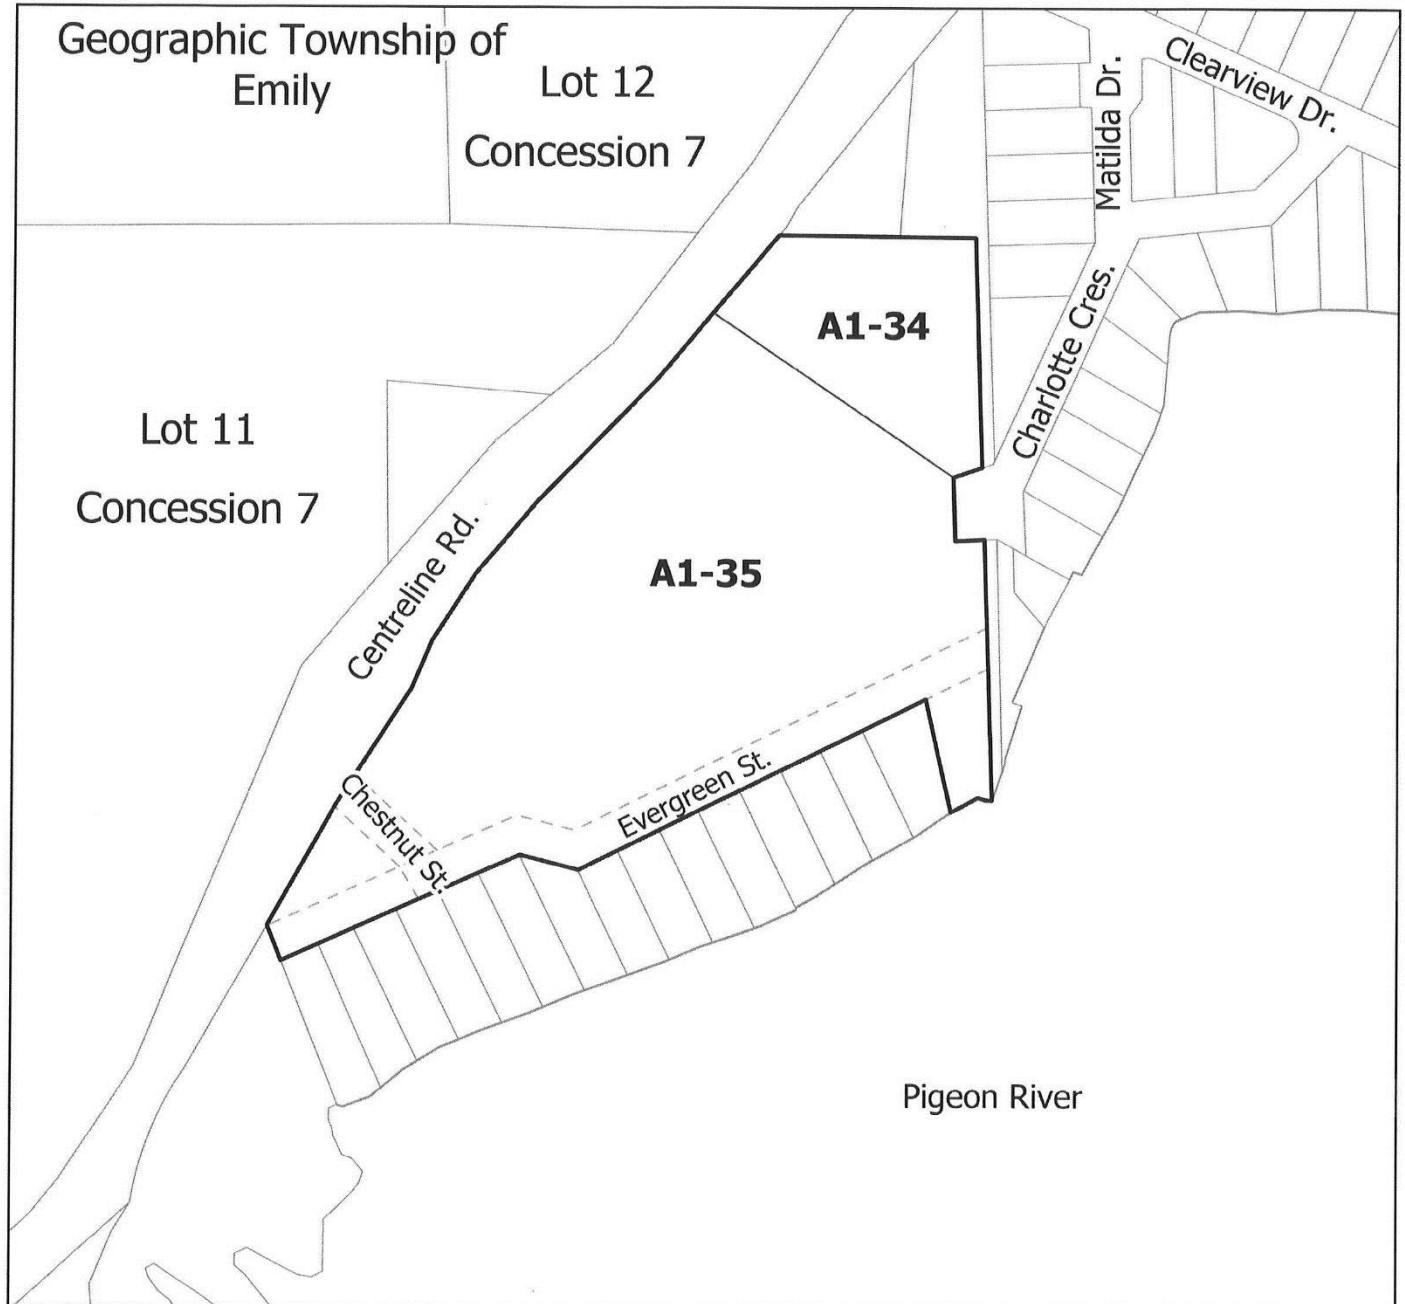 Geographic Township of
Emily
Lot 12
Concession 7
Clearview Dr.
Matilda Dr.
A1-34
Charlotte Cres.
Lot 11
Concession 7
Centreline Rd.
A1-35
Chestnut St.
Evergreen St.
Pigeon River